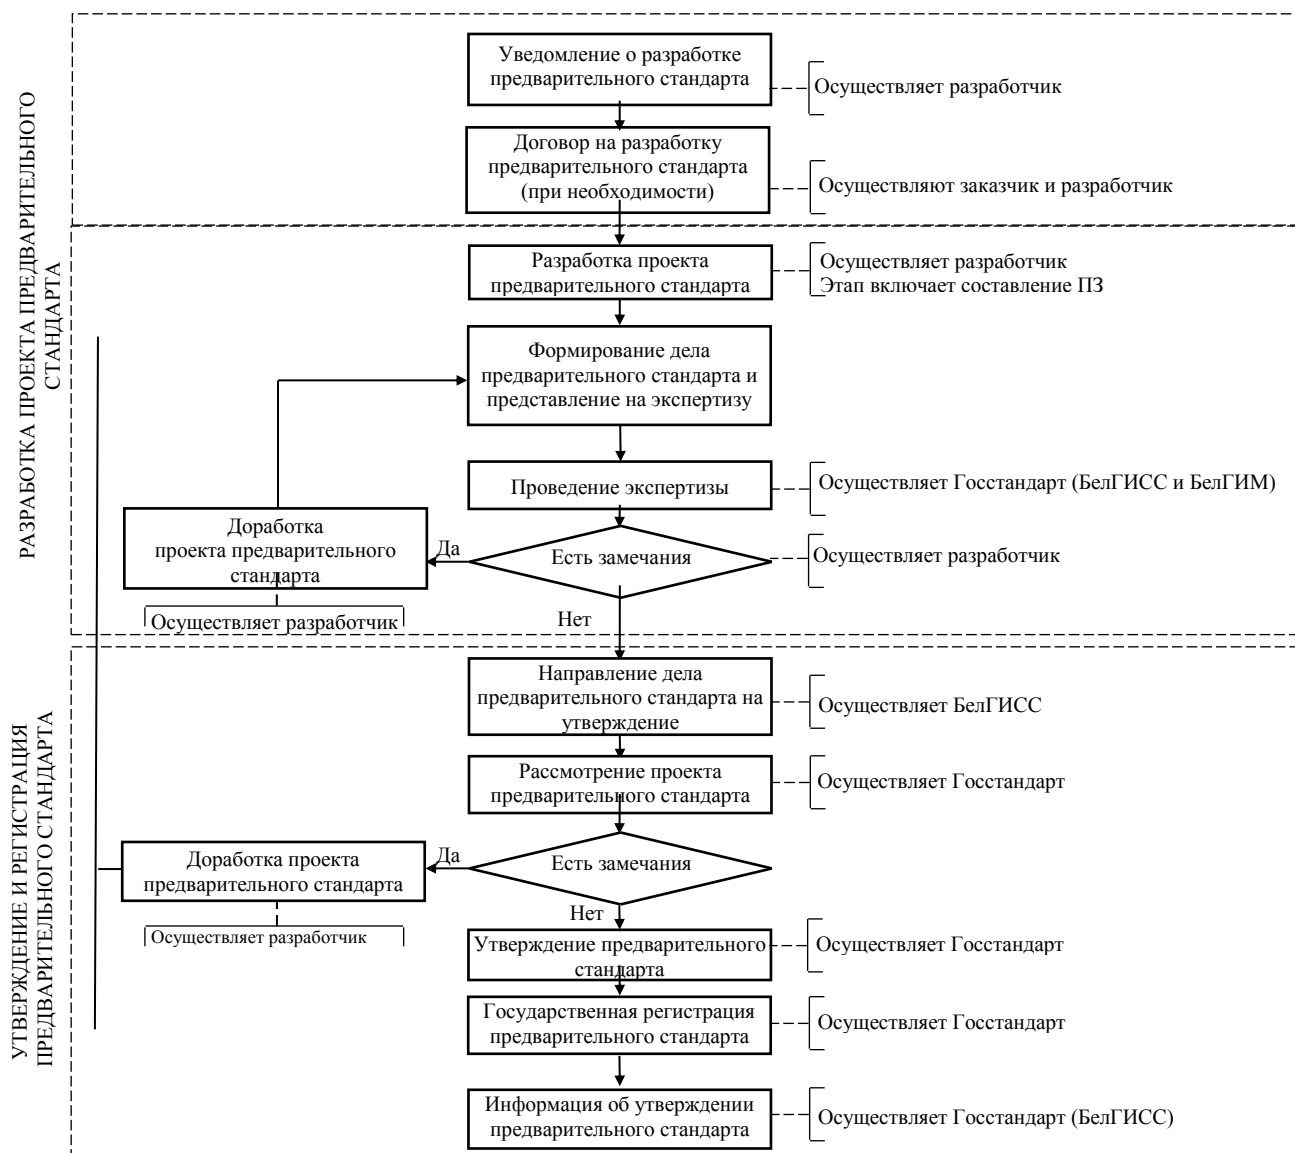 РАЗРАБОТКА ПРОЕКТА ПРЕДВАРИТЕЛЬНОГО
СТАНДАРТА
Уведомление о разработке
предварительного стандарта
Осуществляет разработчик
Договор на разработку
предварительного стандарта
(при необходимости)
Осуществляют заказчик и разработчик
Разработка проекта
предварительного стандарта
Осуществляет разработчик
Этап включает составление ПЗ
Формирование дела
предварительного стандарта и
представление на экспертизу
Проведение экспертизы
Осуществляет Госстандарт (БелГИСС и БелГИМ)
Доработка
проекта предварительного
стандарта
Да
Есть замечания
Осуществляет разработчик
Осуществляет разработчик
Нет
УТВЕРЖДЕНИЕ И РЕГИСТРАЦИЯ
ПРЕДВАРИТЕЛЬНОГО СТАНДАРТА
Направление дела
предварительного стандарта на
утверждение
Осуществляет БелГИСС
Рассмотрение проекта
предварительного стандарта
Осуществляет Госстандарт
Доработка проекта
предварительного стандарта
Да
Есть замечания
Осуществляет разработчик
Нет
Утверждение предварительного
стандарта
Осуществляет Госстандарт
Государственная регистрация
предварительного стандарта
Осуществляет Госстандарт
Информация об утверждении
предварительного стандарта
Осуществляет Госстандарт (БелГИСС)